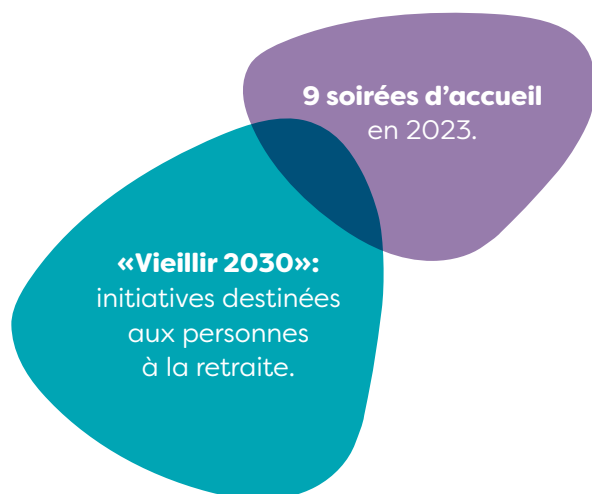 9 soirées d’accueil
en 2023.
«Vieillir 2030»:
initiatives destinées
aux personnes
à la retraite.